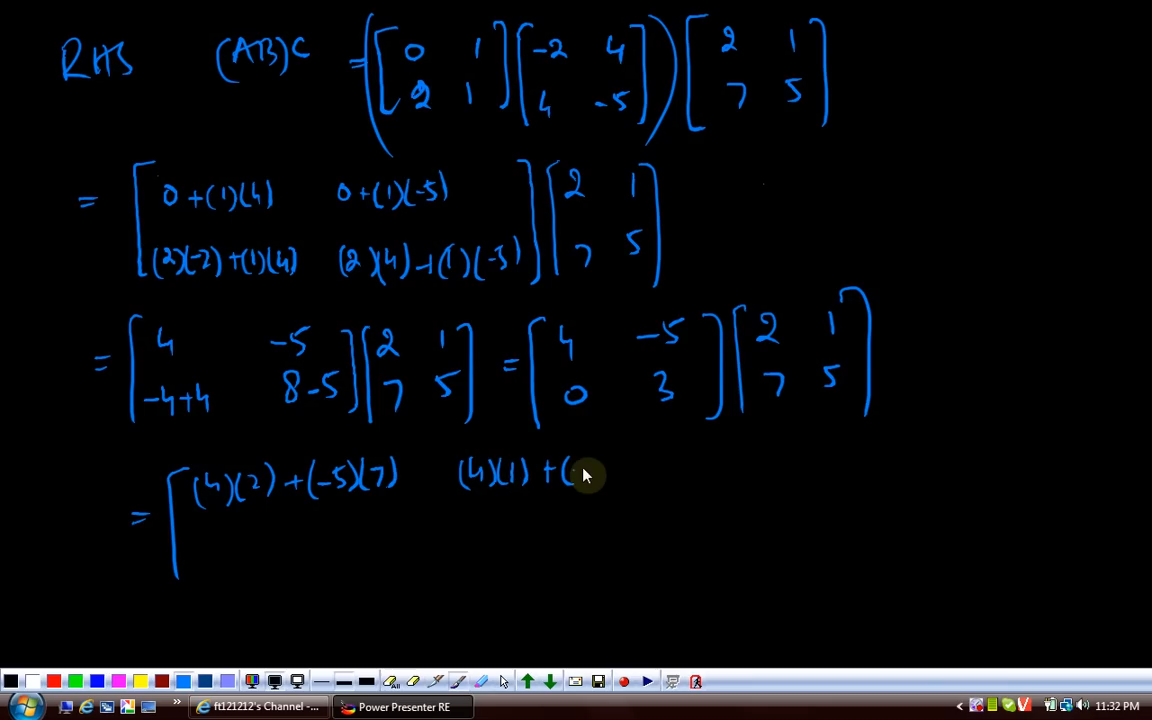 RHS (AB)C = ([0 1] [-2 4]) [2 1]
[2 1] [4 -5] [7 5]
= [0+(1)(4) 0+(1)(-5)] [2 1]
[(2)(-2)+(1)(4) (2)(4)+(1)(-5)] [7 5]
= [4 -5] [2 1] = [4 -5] [2 1]
[-4+4 8-5] [7 5] [0 3] [7 5]
= [(4)(2)+(-5)(7) (4)(1)+(
ft121212's Channel -... Power Presenter RE 11:32 PM